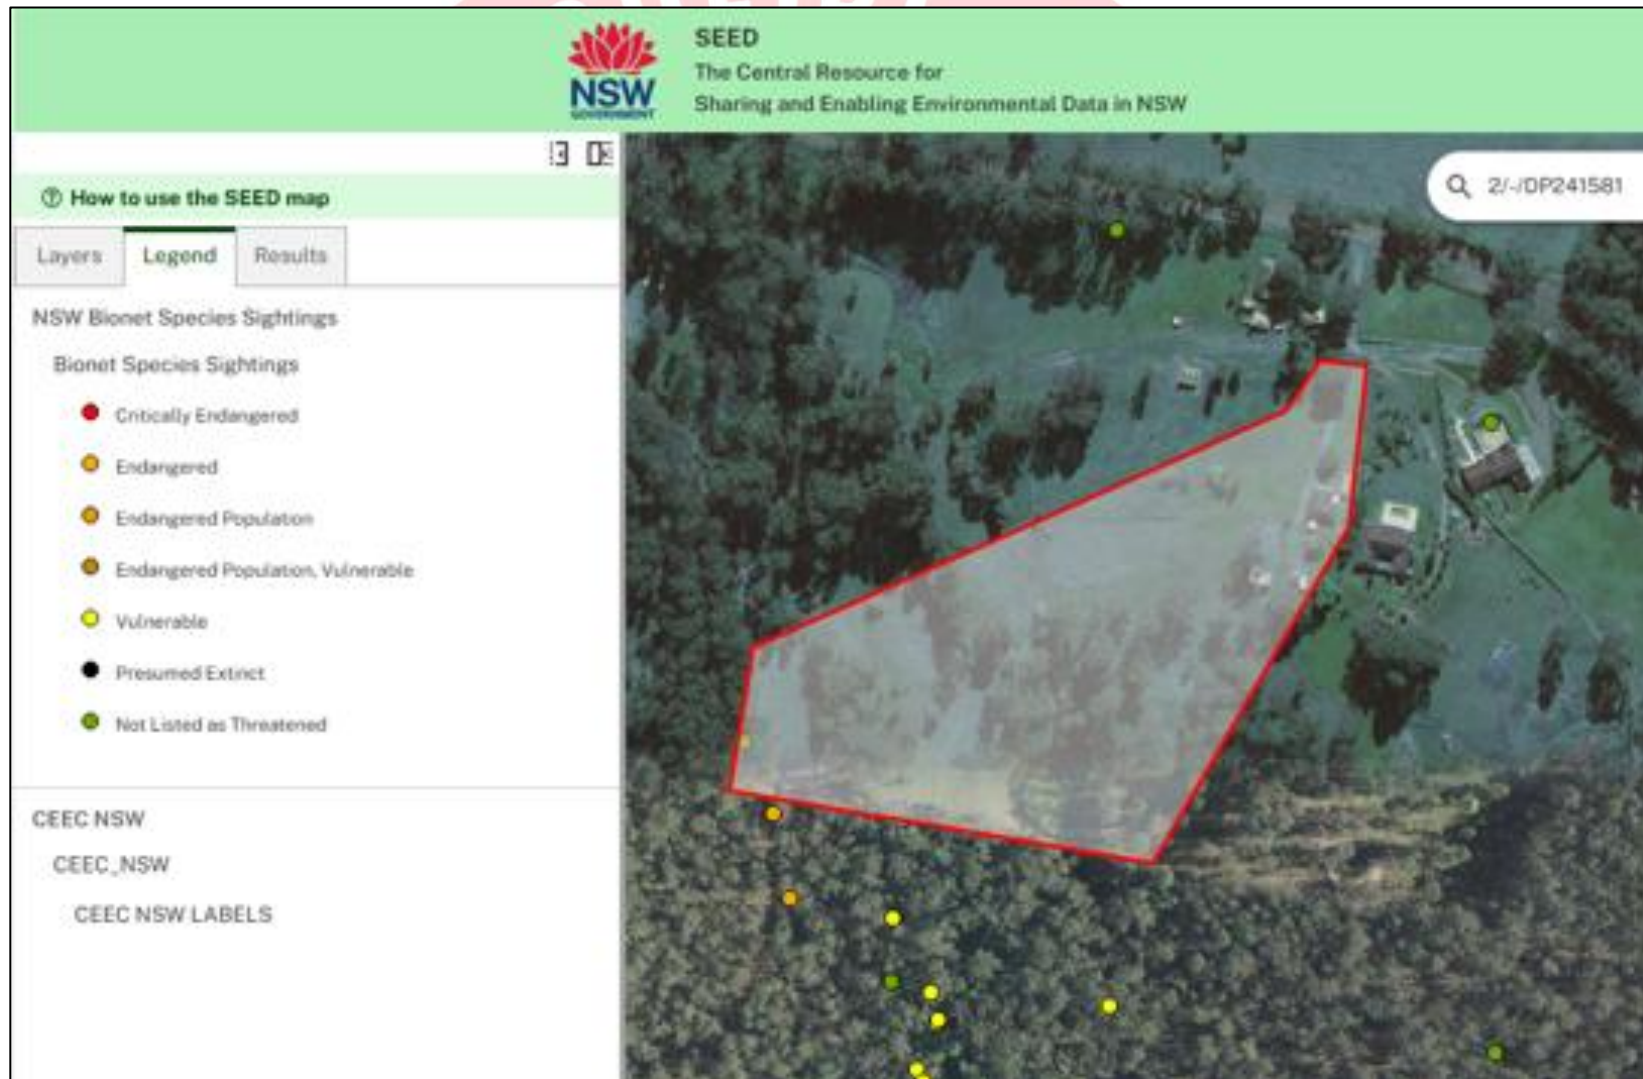 SEED
The Central Resource for
Sharing and Enabling Environmental Data in NSW
NSW
GOVERNMENT
How to use the SEED map
Layers
Legend
Results
2/-/DP241581
NSW Bionet Species Sightings
Bionet Species Sightings
Critically Endangered
Endangered
Endangered Population
Endangered Population, Vulnerable
Vulnerable
Presumed Extinct
Not Listed as Threatened
CEEC NSW
CEEC_NSW
CEEC NSW LABELS